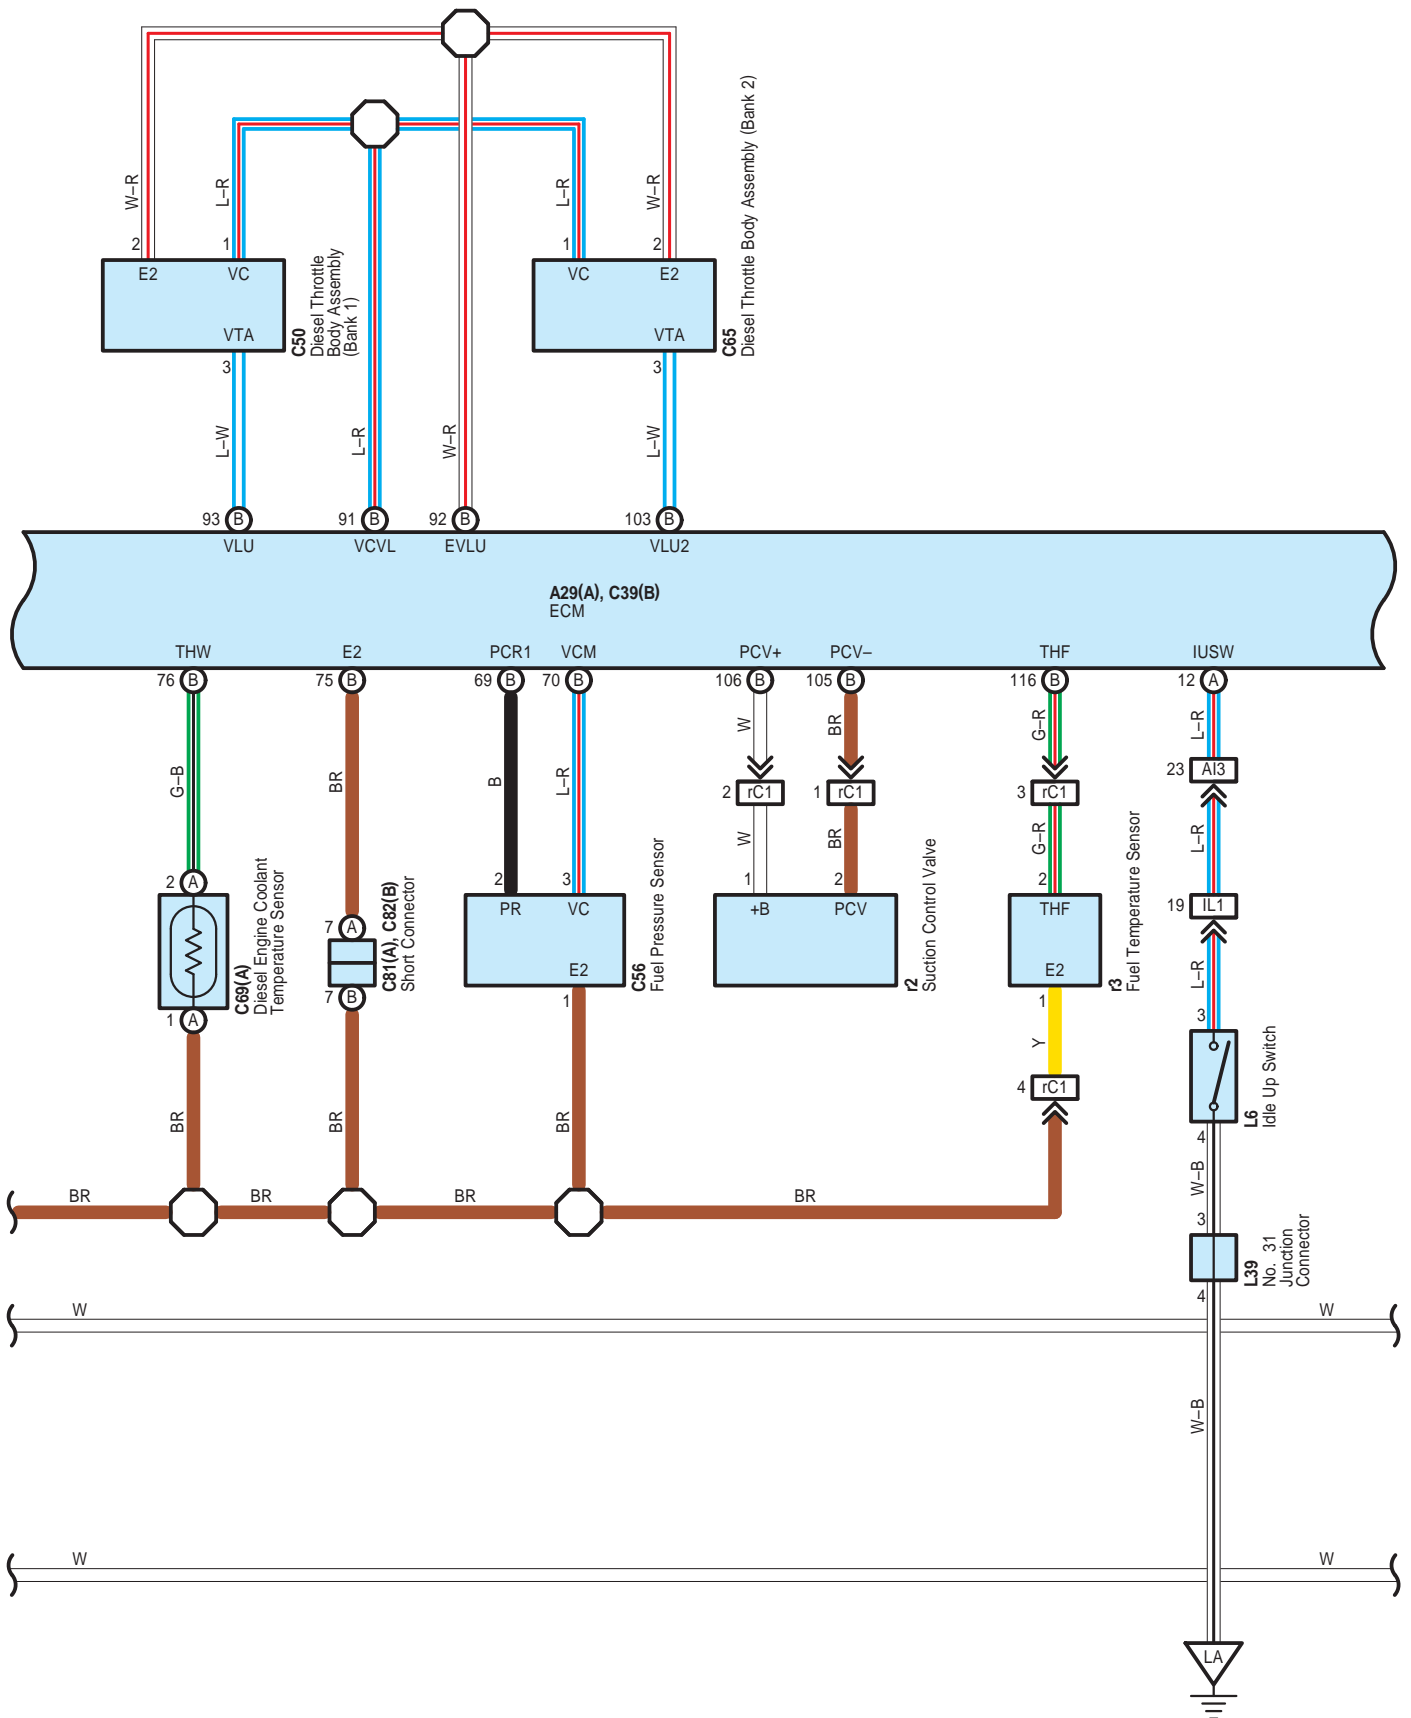 W–R
L–R
L–R
W–R
2
1
1
2
E2
VC
VC
E2
VTA
VTA
C50
Diesel Throttle
Body Assembly
(Bank 1)
C65
Diesel Throttle Body Assembly (Bank 2)
3
3
L–W
L–R
W–R
L–W
93
B
91
B
92
B
103
B
VLU
VCVL
EVLU
VLU2
A29(A), C39(B)
ECM
THW
E2
PCR1
VCM
PCV+
PCV–
THF
IUSW
76
B
75
B
69
B
70
B
106
B
105
B
116
B
12
A
W
BR
G–R
L–R
G–B
BR
B
L–R
23
AI3
2
rC1
1
rC1
3
rC1
W
BR
G–R
L–R
2
A
2
3
1
2
2
PR
VC
+B
PCV
THF
19
IL1
7
A
E2
E2
C69(A)
Diesel Engine Coolant
Temperature Sensor
C81(A), C82(B)
Short Connector
C56
Fuel Pressure Sensor
r2
Suction Control Valve
r3
Fuel Temperature Sensor
7
B
1
A
1
1
L–R
3
Y
4
rC1
L6
Idle Up Switch
BR
BR
BR
4
W–B
BR
BR
BR
BR
3
L39
No. 31
Junction
Connector
4
W
W
W–B
W
W
LA